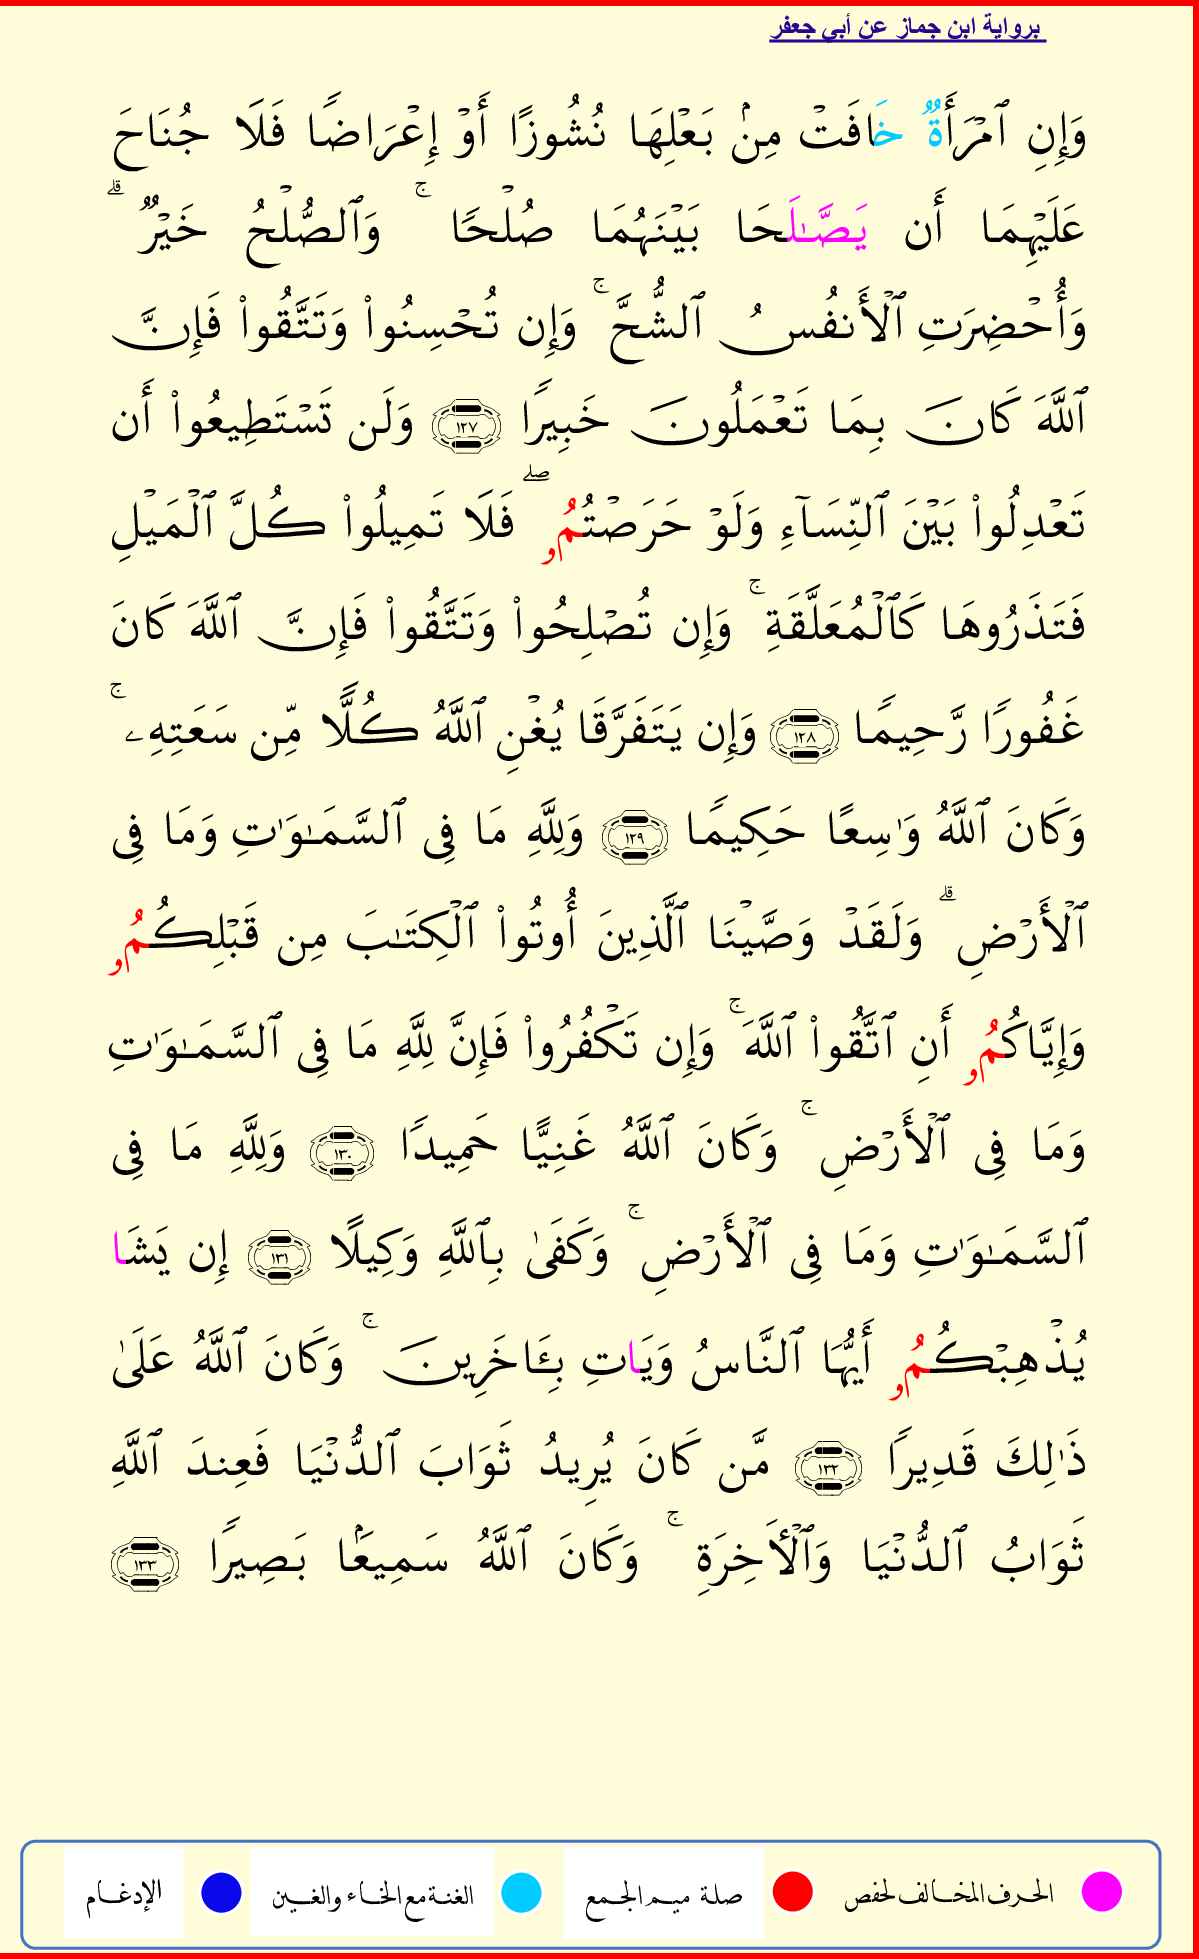 برواية ابن جماز عن أبي جعفر
وَإِنِ ٱمۡرَأَةٌ خَافَتۡ مِنۢ بَعۡلِهَا نُشُوزًا أَوۡ إِعۡرَاضٗا فَلَا جُنَاحَ
عَلَيۡهِمَا أَن يَصَّـٰلَحَا بَيۡنَهُمَا صُلۡحٗا ۚ وَٱلصُّلۡحُ خَيۡرٞ ۗ
وَأُحۡضِرَتِ ٱلۡأَنفُسُ ٱلشُّحَّ ۚ وَإِن تُحۡسِنُواْ وَتَتَّقُواْ فَإِنَّ
ٱللَّهَ كَانَ بِمَا تَعۡمَلُونَ خَبِيرٗا ١٢٧ وَلَن تَسۡتَطِيعُواْ أَن
تَعۡدِلُواْ بَيۡنَ ٱلنِّسَآءِ وَلَوۡ حَرَصۡتُمُۥ ۖ فَلَا تَمِيلُواْ كُلَّ ٱلۡمَيۡلِ
فَتَذَرُوهَا كَٱلۡمُعَلَّقَةِ ۚ وَإِن تُصۡلِحُواْ وَتَتَّقُواْ فَإِنَّ ٱللَّهَ كَانَ
غَفُورٗا رَّحِيمٗا ١٢٨ وَإِن يَتَفَرَّقَا يُغۡنِ ٱللَّهُ كُلّٗا مِّن سَعَتِهِۦ ۚ
وَكَانَ ٱللَّهُ وَٰسِعًا حَكِيمٗا ١٢٩ وَلِلَّهِ مَا فِي ٱلسَّمَـٰوَٰتِ وَمَا فِي
ٱلۡأَرۡضِ ۗ وَلَقَدۡ وَصَّيۡنَا ٱلَّذِينَ أُوتُواْ ٱلۡكِتَـٰبَ مِن قَبۡلِكُمُۥ
وَإِيَّاكُمُۥ أَنِ ٱتَّقُواْ ٱللَّهَ ۚ وَإِن تَكۡفُرُواْ فَإِنَّ لِلَّهِ مَا فِي ٱلسَّمَـٰوَٰتِ
وَمَا فِي ٱلۡأَرۡضِ ۚ وَكَانَ ٱللَّهُ غَنِيًّا حَمِيدٗا ١٣٠ وَلِلَّهِ مَا فِي
ٱلسَّمَـٰوَٰتِ وَمَا فِي ٱلۡأَرۡضِ ۚ وَكَفَىٰ بِٱللَّهِ وَكِيلًا ١٣١ إِن يَشَا
يُذۡهِبۡكُمُۥ أَيُّهَا ٱلنَّاسُ وَيَاتِ بِـَٔاخَرِينَ ۚ وَكَانَ ٱللَّهُ عَلَىٰ
ذَٰلِكَ قَدِيرٗا ١٣٢ مَّن كَانَ يُرِيدُ ثَوَابَ ٱلدُّنۡيَا فَعِندَ ٱللَّهِ
ثَوَابُ ٱلدُّنۡيَا وَٱلۡأٓخِرَةِ ۚ وَكَانَ ٱللَّهُ سَمِيعَۢا بَصِيرٗا ١٣٣
الحرف المخالف لحفص صلة ميم الجمع الغنة مع الخاء والغين الإدغام